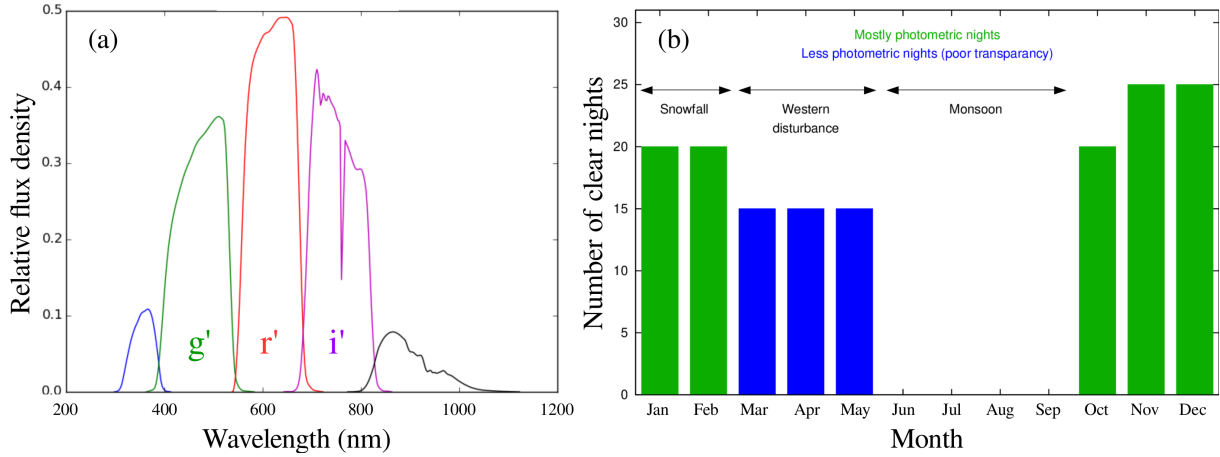 (a)
Relative flux density
0.5
0.4
0.3
0.2
0.1
0.0
g'
r'
i'
200
400
600
800
1000
1200
Wavelength (nm)
(b)
Mostly photometric nights
Less photometric nights (poor transparancy)
Snowfall
Western
disturbance
Monsoon
Number of clear nights
30
25
20
15
10
5
0
Jan
Feb
Mar
Apr
May
Jun
Jul
Aug
Sep
Oct
Nov
Dec
Month